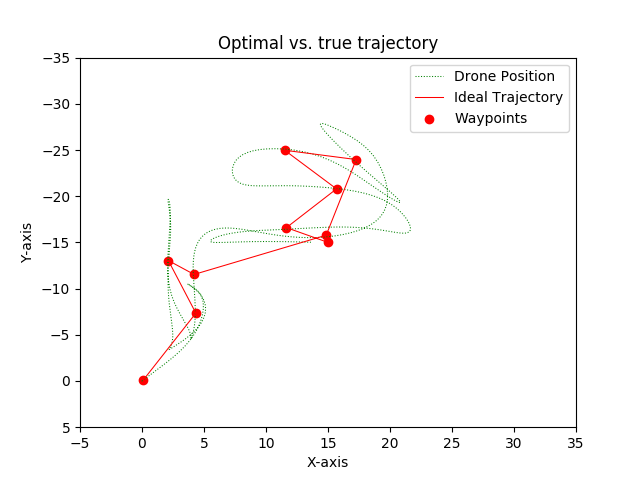 Optimal vs. true trajectory
Drone Position
Ideal Trajectory
Waypoints
Y-axis
−35
−30
−25
−20
−15
−10
−5
0
5
−5 0 5 10 15 20 25 30 35
X-axis